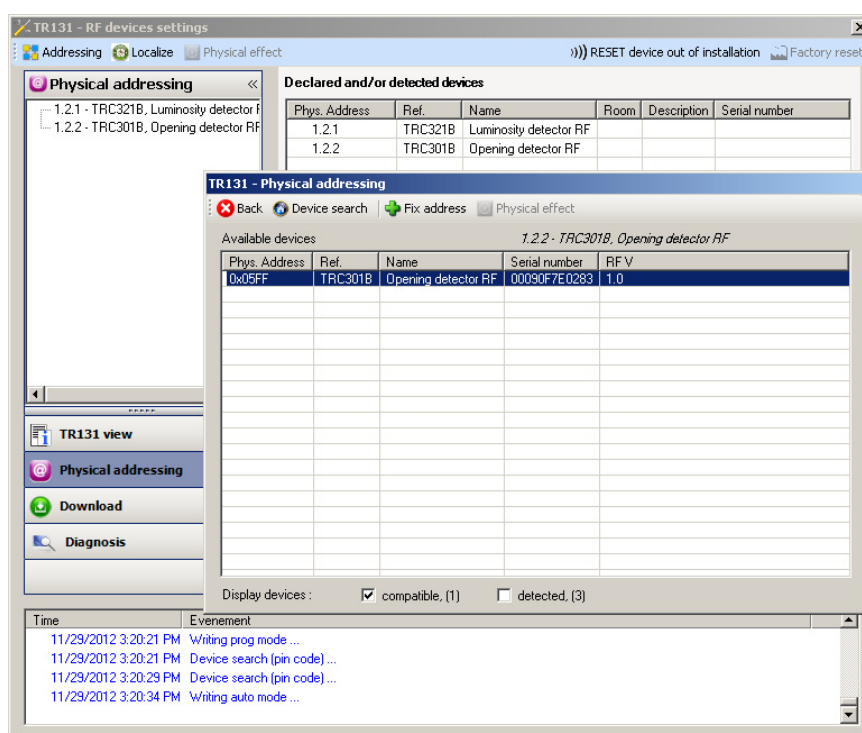 TR131 - RF devices settings
Addressing Localize Physical effect RESET device out of installation Factory reset
Physical addressing «
1.2.1 - TRC321B, Luminosity detector
1.2.2 - TRC301B, Opening detector RF
Declared and/or detected devices
Phys. Address Ref. Name Room Description Serial number
1.2.1 TRC321B Luminosity detector RF
1.2.2 TRC301B Opening detector RF
TR131 - Physical addressing
Back Device search Fix address Physical effect
Available devices 1.2.2 - TRC301B, Opening detector RF
Phys. Address Ref. Name Serial number RF V
0x05FF TRC301B Opening detector RF 00090F7E0283 1.0
Display devices : compatible, (1) detected, (3)
TR131 view
Physical addressing
Download
Diagnosis
Time Evenement
11/29/2012 3:20:21 PM Writing prog mode ...
11/29/2012 3:20:21 PM Device search (pin code) ...
11/29/2012 3:20:29 PM Device search (pin code) ...
11/29/2012 3:20:34 PM Writing auto mode ...